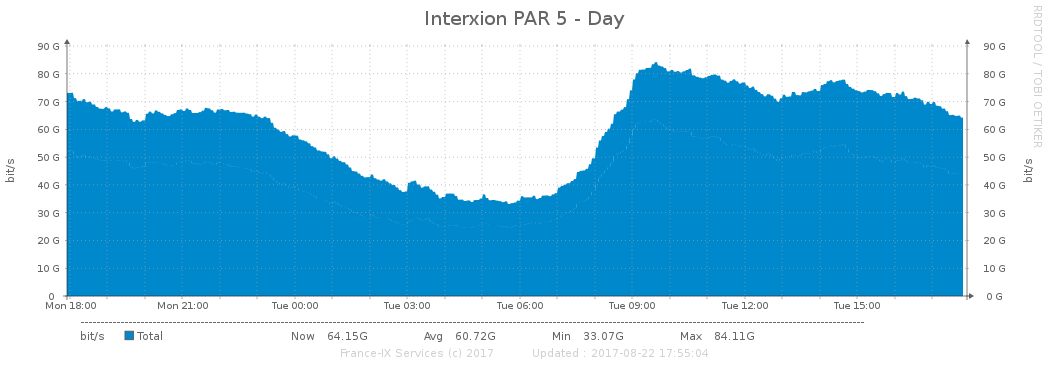 Interxion PAR 5 - Day
RRDTOOL / TOBI OETIKER
90 G 90 G
80 G 80 G
70 G 70 G
60 G 60 G
50 G 50 G
40 G 40 G
30 G 30 G
20 G 20 G
10 G 10 G
0 0 G
bit/s bit/s
Mon 18:00 Mon 21:00 Tue 00:00 Tue 03:00 Tue 06:00 Tue 09:00 Tue 12:00 Tue 15:00
bit/s Total Now 64.15G Avg 60.72G Min 33.07G Max 84.11G
France-IX Services (c) 2017 Updated : 2017-08-22 17:55:04